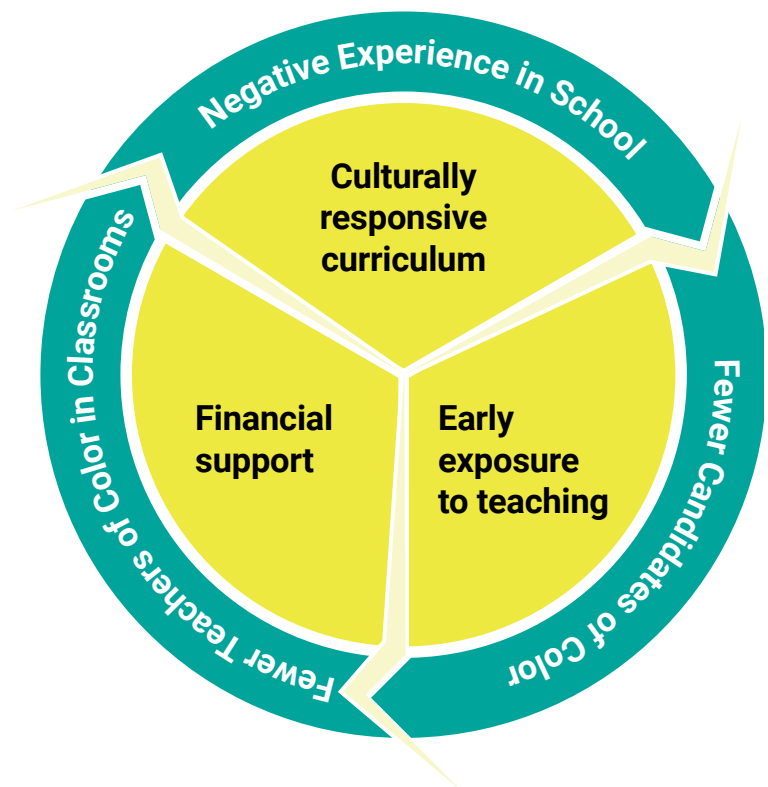 Negative Experience in School
Culturally
responsive
curriculum
Fewer Candidates of Color
Early
exposure
to teaching
Fewer Teachers of Color in Classrooms
Financial
support